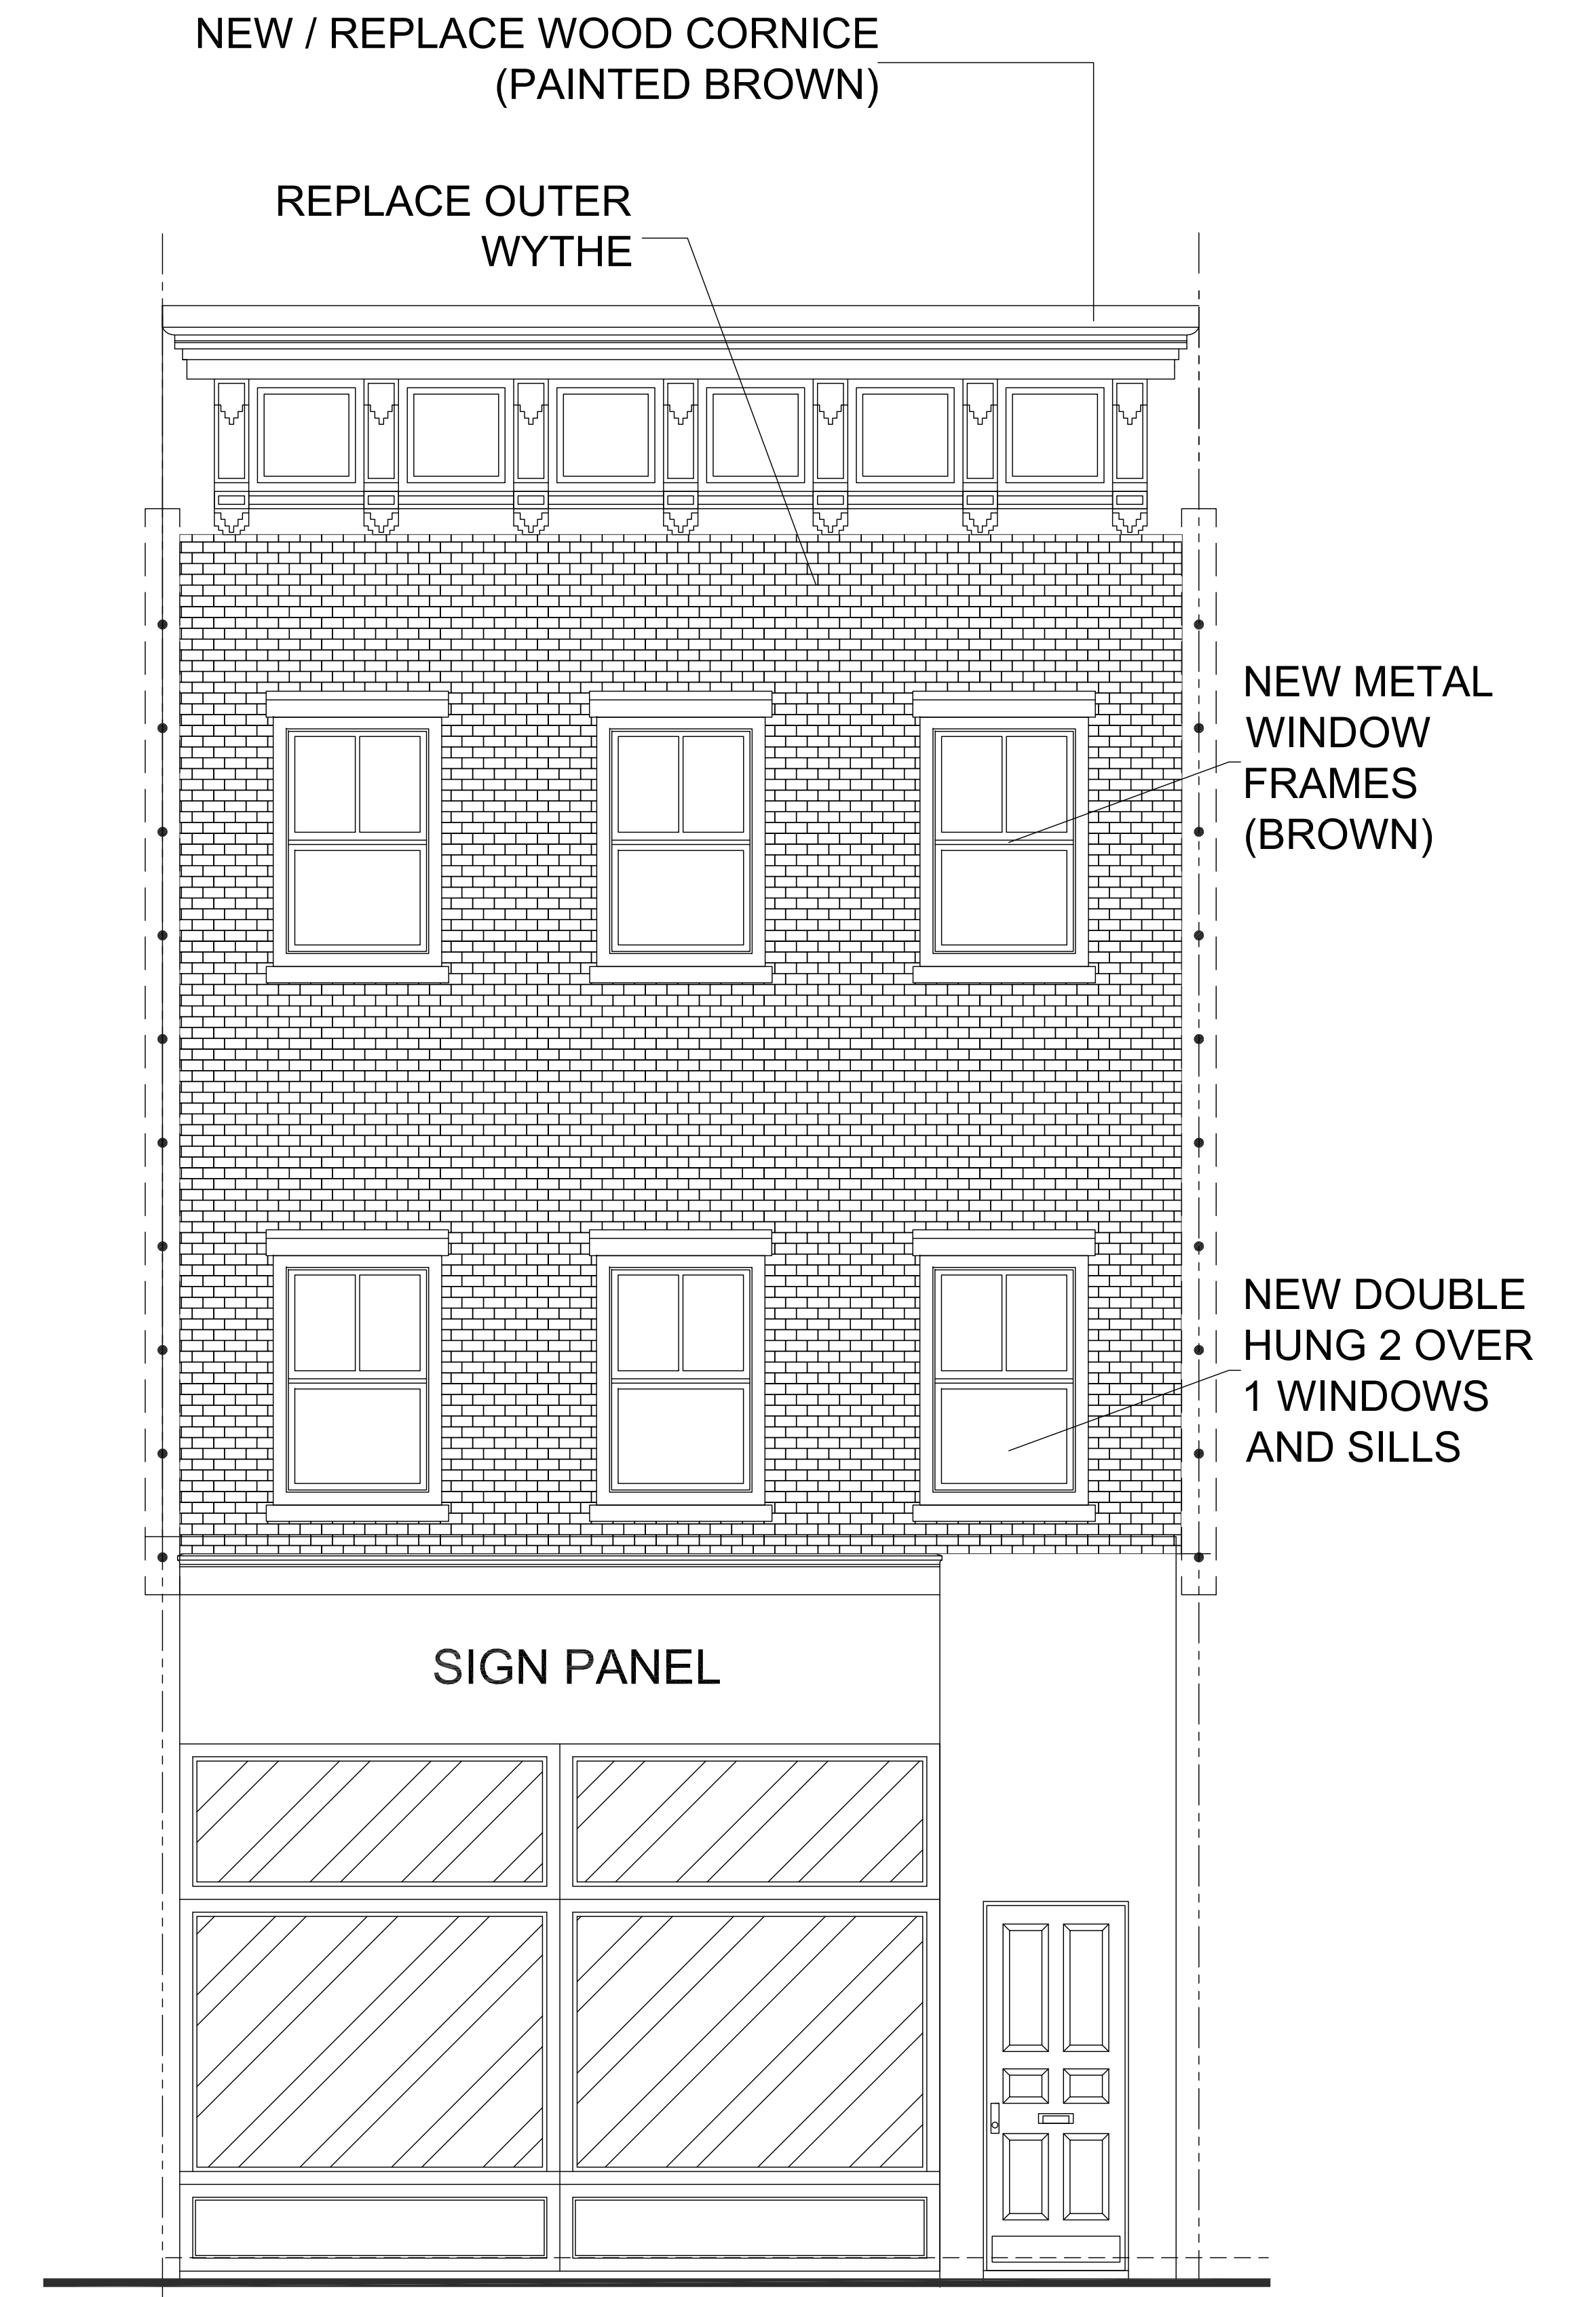 NEW / REPLACE WOOD CORNICE
(PAINTED BROWN)
REPLACE OUTER
WYTHE
NEW METAL
WINDOW
FRAMES
(BROWN)
NEW DOUBLE
HUNG 2 OVER
1 WINDOWS
AND SILLS
SIGN PANEL